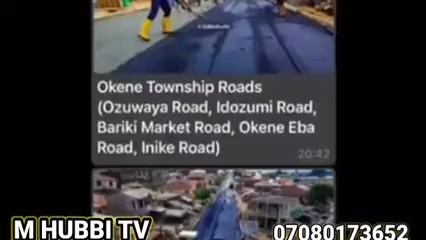 Okene Township Roads
(Ozuwaya Road, Idozumi Road,
Bariki Market Road, Okene Eba
Road, Inike Road)
20:42
M HUBBI TV
07080173652